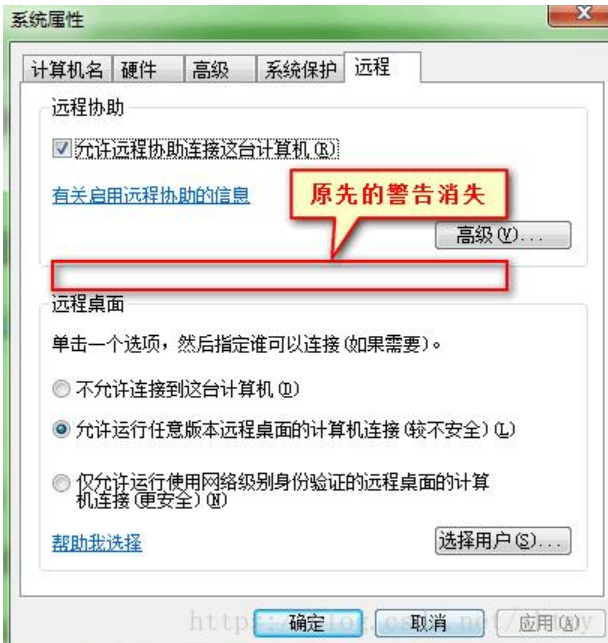 系统属性
计算机名 硬件 高级 系统保护 远程
远程协助
允许远程协助连接这台计算机(R)
有关启用远程协助的信息
原先的警告消失
高级(V)...
远程桌面
单击一个选项，然后指定谁可以连接(如果需要)。
不允许连接到这台计算机(D)
允许运行任意版本远程桌面的计算机连接(较不安全)(L)
仅允许运行使用网络级别身份验证的远程桌面的计算
机连接(更安全)(N)
帮助我选择
选择用户(S)...
确定 取消 应用(A)